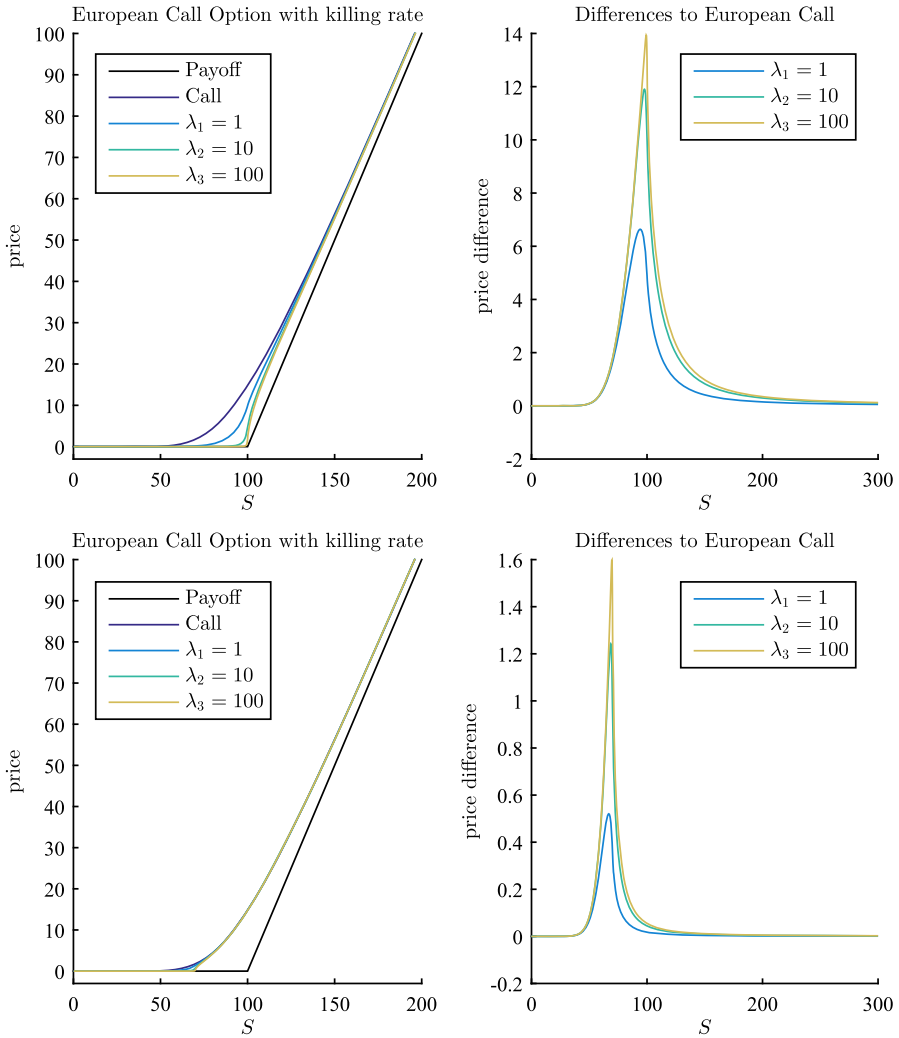 European Call Option with killing rate
100
90
80
70
60
50
40
30
20
10
0
price
Payoff
Call
λ₁ = 1
λ₂ = 10
λ₃ = 100
0 50 100 150 200
S
Differences to European Call
14
12
10
8
6
4
2
0
-2
price difference
λ₁ = 1
λ₂ = 10
λ₃ = 100
0 100 200 300
S
European Call Option with killing rate
100
90
80
70
60
50
40
30
20
10
0
price
Payoff
Call
λ₁ = 1
λ₂ = 10
λ₃ = 100
0 50 100 150 200
S
Differences to European Call
1.6
1.4
1.2
1
0.8
0.6
0.4
0.2
0
-0.2
price difference
λ₁ = 1
λ₂ = 10
λ₃ = 100
0 100 200 300
S